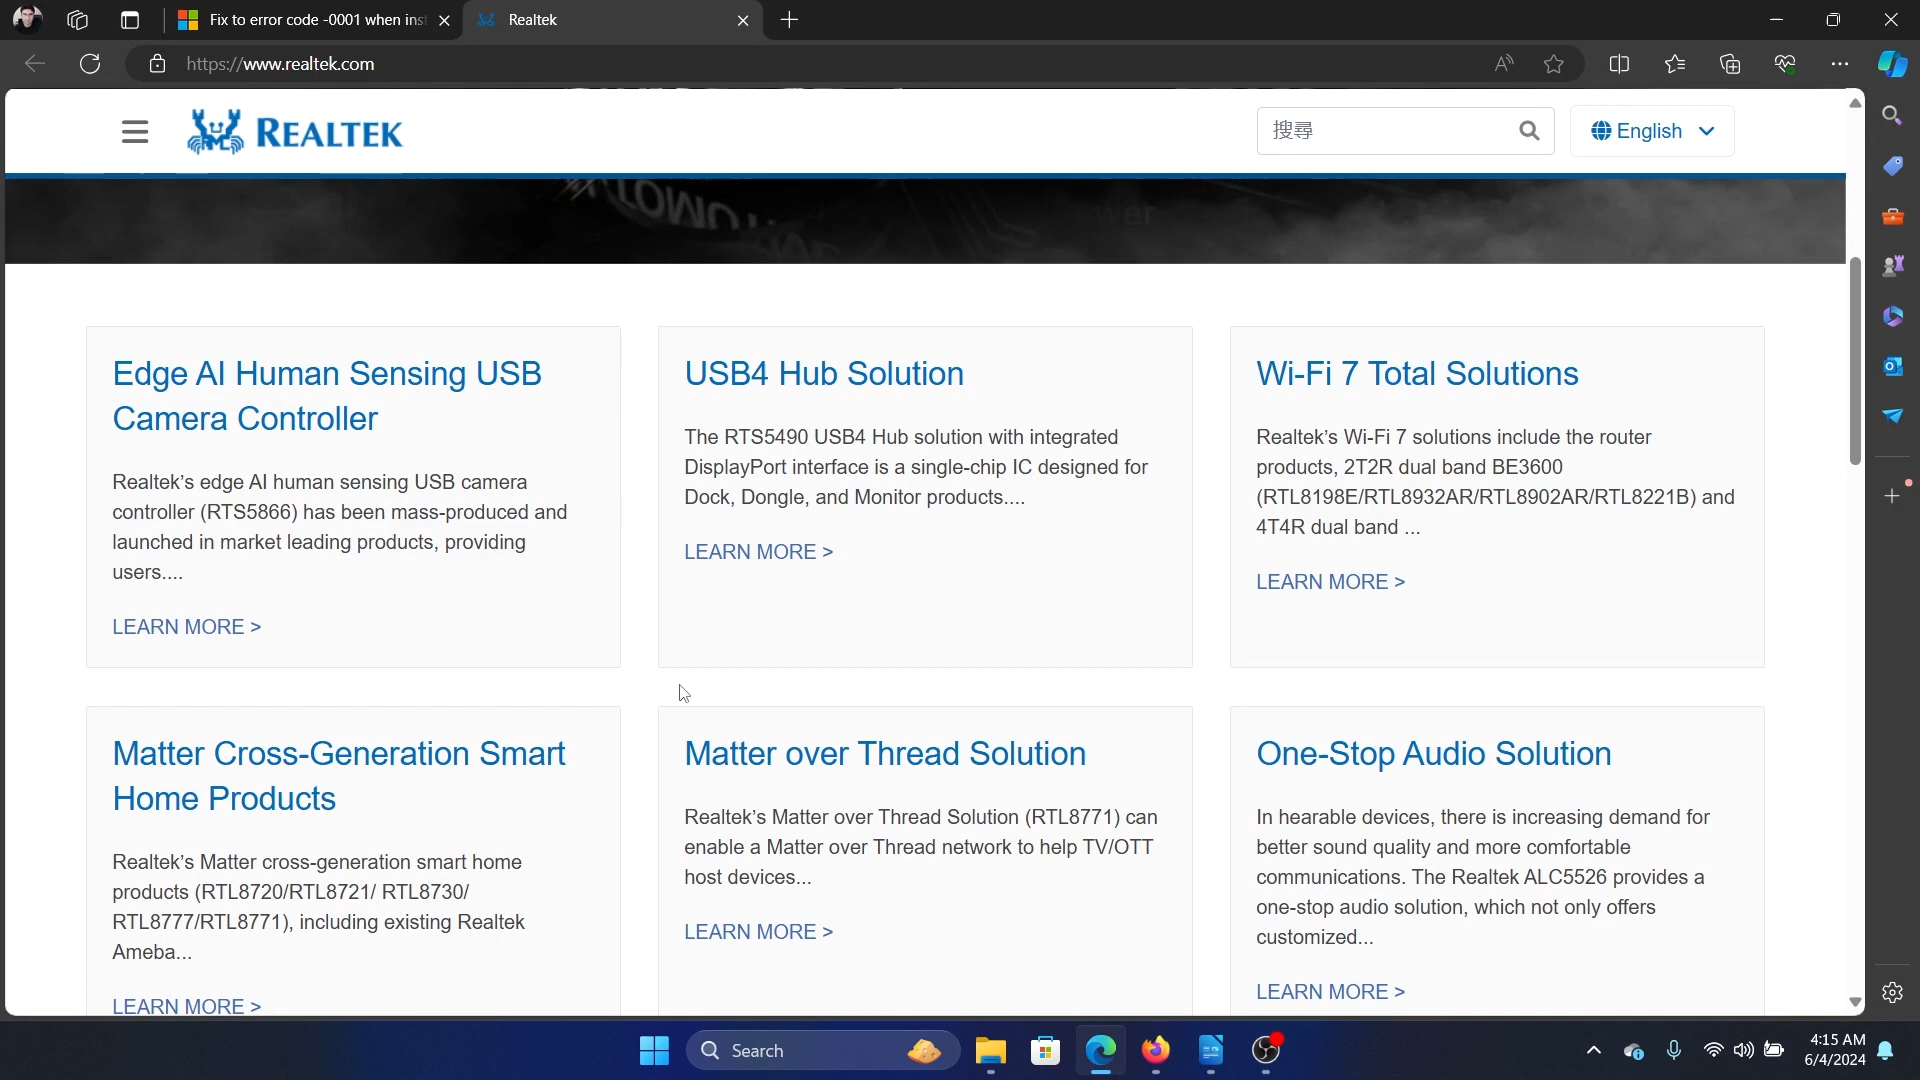 Fix to error code -0001 when inst
Realtek
https://www.realtek.com
REALTEK
搜尋
English
Edge AI Human Sensing USB
Camera Controller
Realtek’s edge AI human sensing USB camera
controller (RTS5866) has been mass-produced and
launched in market leading products, providing
users....
LEARN MORE >
USB4 Hub Solution
The RTS5490 USB4 Hub solution with integrated
DisplayPort interface is a single-chip IC designed for
Dock, Dongle, and Monitor products....
LEARN MORE >
Wi-Fi 7 Total Solutions
Realtek’s Wi-Fi 7 solutions include the router
products, 2T2R dual band BE3600
(RTL8198E/RTL8932AR/RTL8902AR/RTL8221B) and
4T4R dual band ...
LEARN MORE >
Matter Cross-Generation Smart
Home Products
Realtek’s Matter cross-generation smart home
products (RTL8720/RTL8721/ RTL8730/
RTL8777/RTL8771), including existing Realtek
Ameba...
LEARN MORE >
Matter over Thread Solution
Realtek’s Matter over Thread Solution (RTL8771) can
enable a Matter over Thread network to help TV/OTT
host devices...
LEARN MORE >
One-Stop Audio Solution
In hearable devices, there is increasing demand for
better sound quality and more comfortable
communications. The Realtek ALC5526 provides a
one-stop audio solution, which not only offers
customized...
LEARN MORE >
Search
4:15 AM
6/4/2024